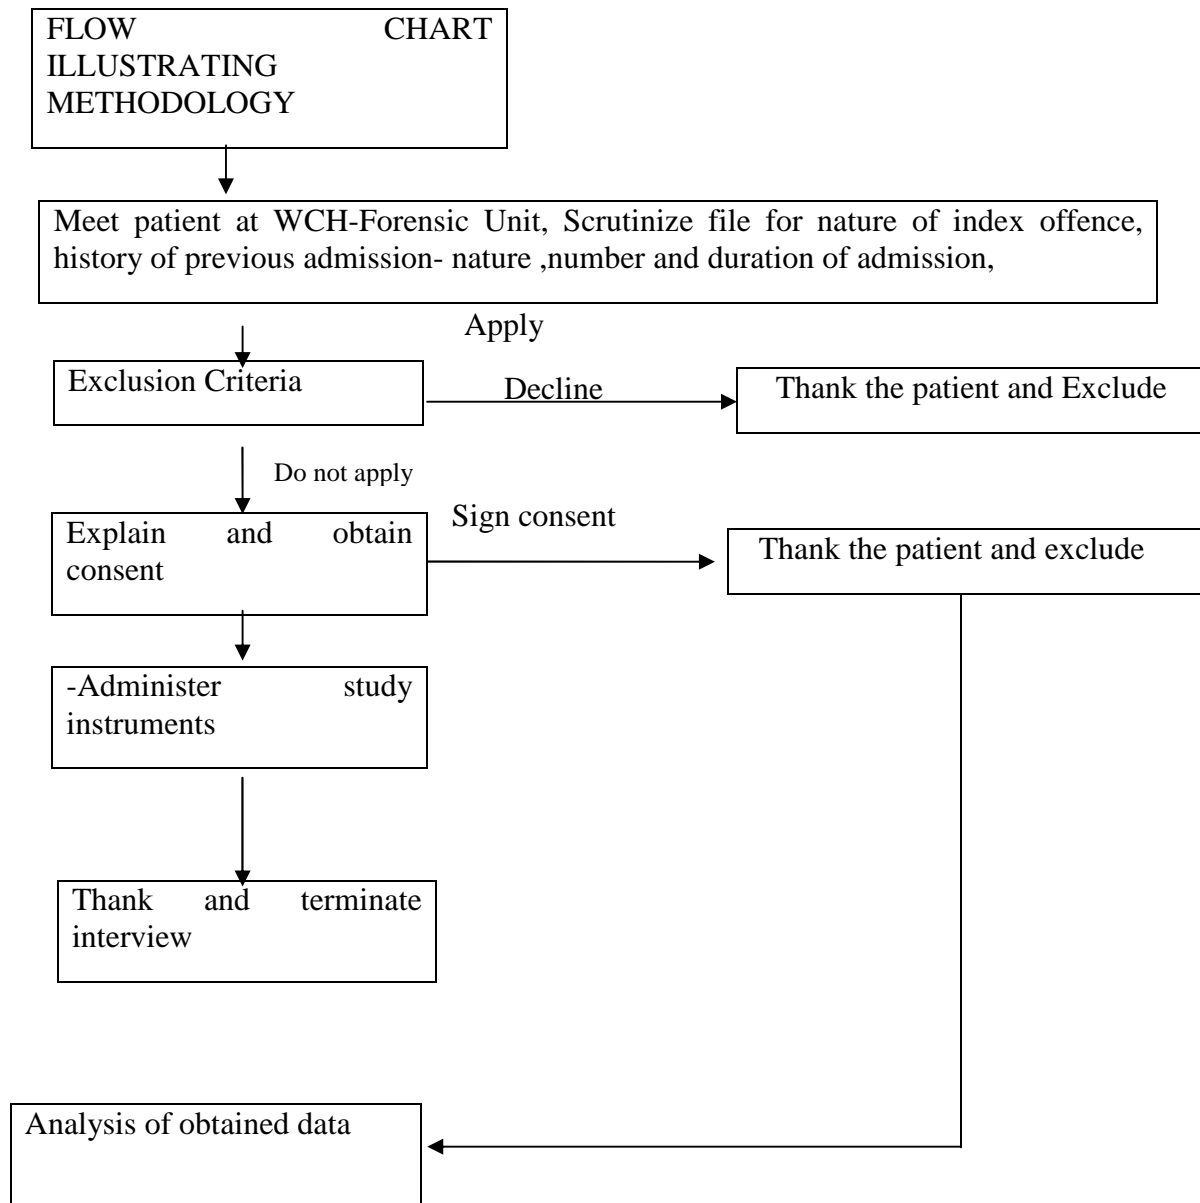 FLOW CHART
ILLUSTRATING
METHODOLOGY
Meet patient at WCH-Forensic Unit, Scrutinize file for nature of index offence,
history of previous admission- nature ,number and duration of admission,
Apply
Exclusion Criteria
Decline
Thank the patient and Exclude
Do not apply
Explain and obtain
consent
Sign consent
Thank the patient and exclude
-Administer study
instruments
Thank and terminate
interview
Analysis of obtained data